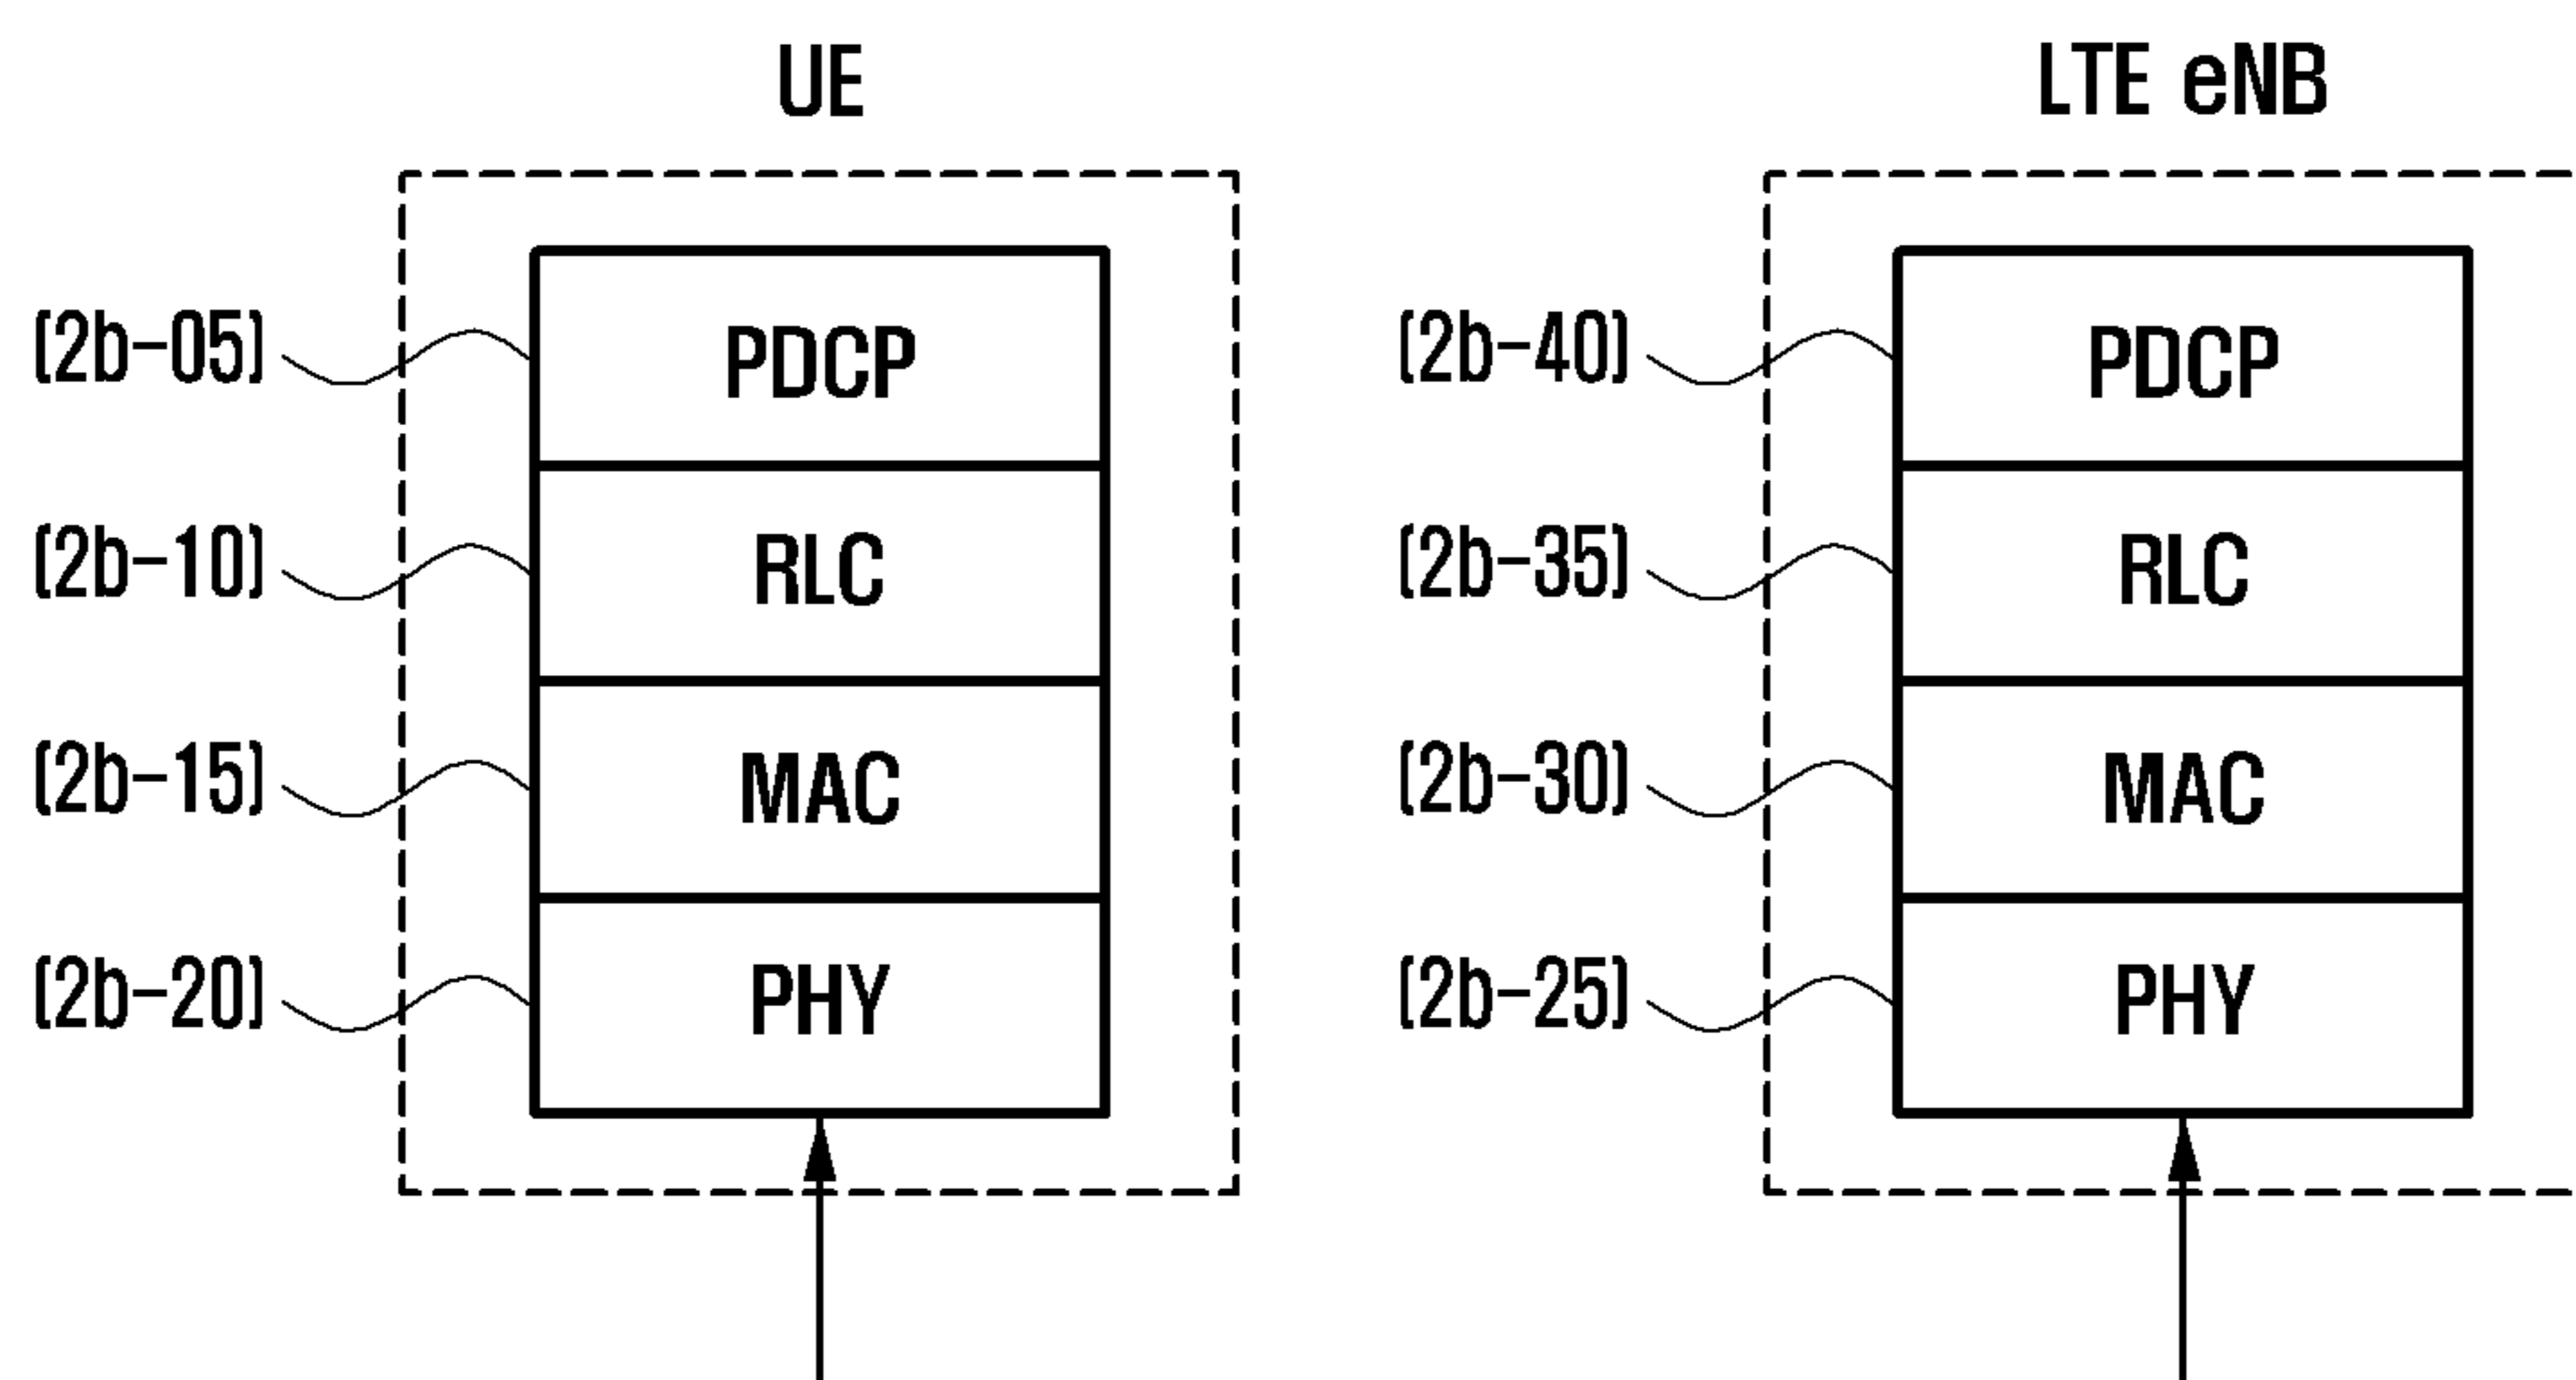 UE LTE eNB
(2b-05) PDCP (2b-40) PDCP
(2b-10) RLC (2b-35) RLC
(2b-15) MAC (2b-30) MAC
(2b-20) PHY (2b-25) PHY